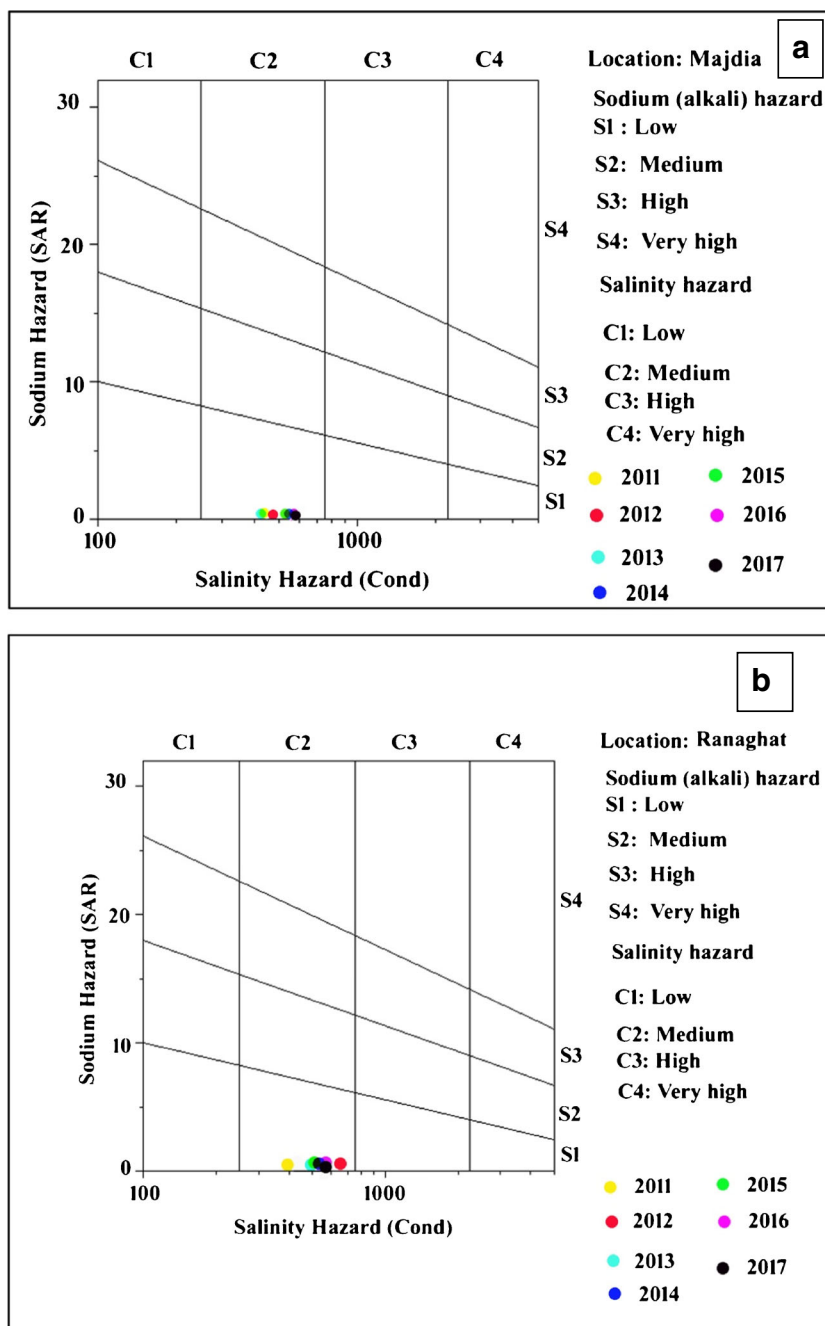 a
C1 C2 C3 C4
Location: Majdia
Sodium (alkali) hazard
S1 : Low
S2: Medium
S3: High
S4: Very high
Salinity hazard
C1: Low
C2: Medium
C3: High
C4: Very high
30
20
10
0
Sodium Hazard (SAR)
S4
S3
S2
S1
100 1000
Salinity Hazard (Cond)
2011 2015
2012 2016
2013 2017
2014
b
C1 C2 C3 C4
Location: Ranaghat
Sodium (alkali) hazard
S1 : Low
S2: Medium
S3: High
S4: Very high
Salinity hazard
C1: Low
C2: Medium
C3: High
C4: Very high
30
20
10
0
Sodium Hazard (SAR)
S4
S3
S2
S1
100 1000
Salinity Hazard (Cond)
2011 2015
2012 2016
2013 2017
2014